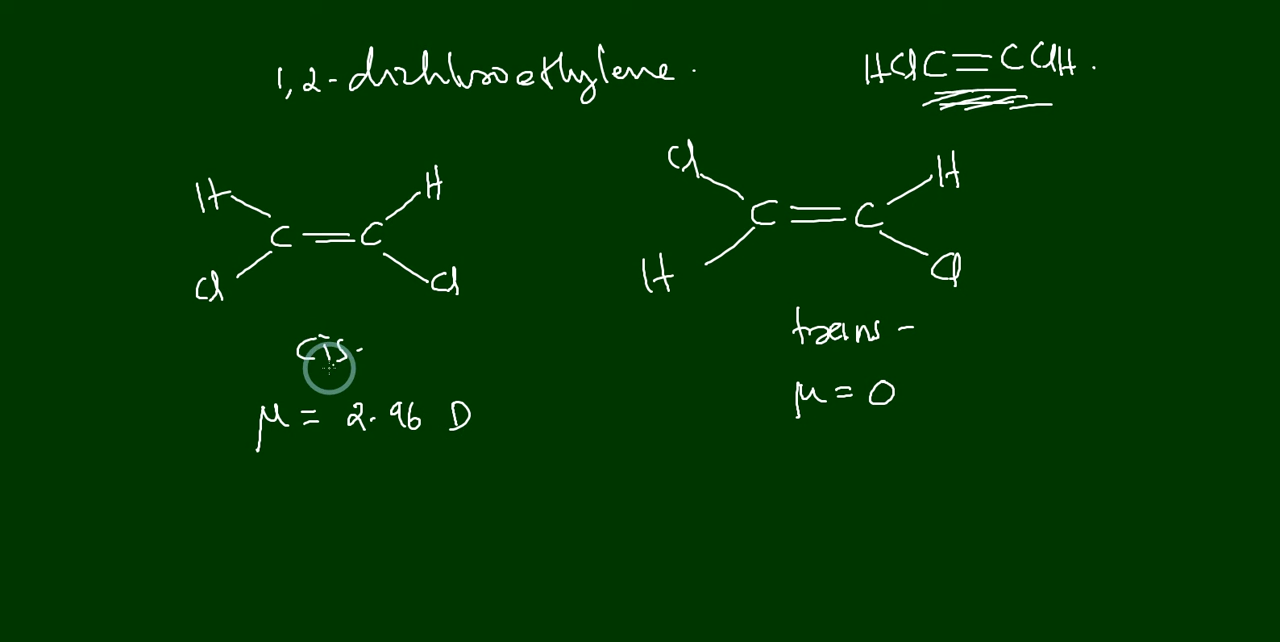 1,2-dichloroethylene.
HClC=CClH.
H H
C=C
Cl Cl
cis-
μ = 2.96 D
Cl H
C=C
H Cl
trans-
μ = 0